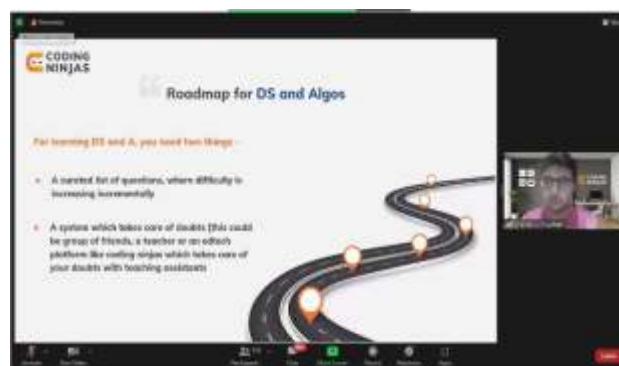 CODING
NINJAS
Roadmap for DS and Algos
For learning DS and A, you need two things -
A curated list of questions, where difficulty is
increasing incrementally
A system which takes care of doubts (this could
be group of friends, a teacher or an edtech
platform like coding ninjas which takes care of
your doubts with teaching assistants